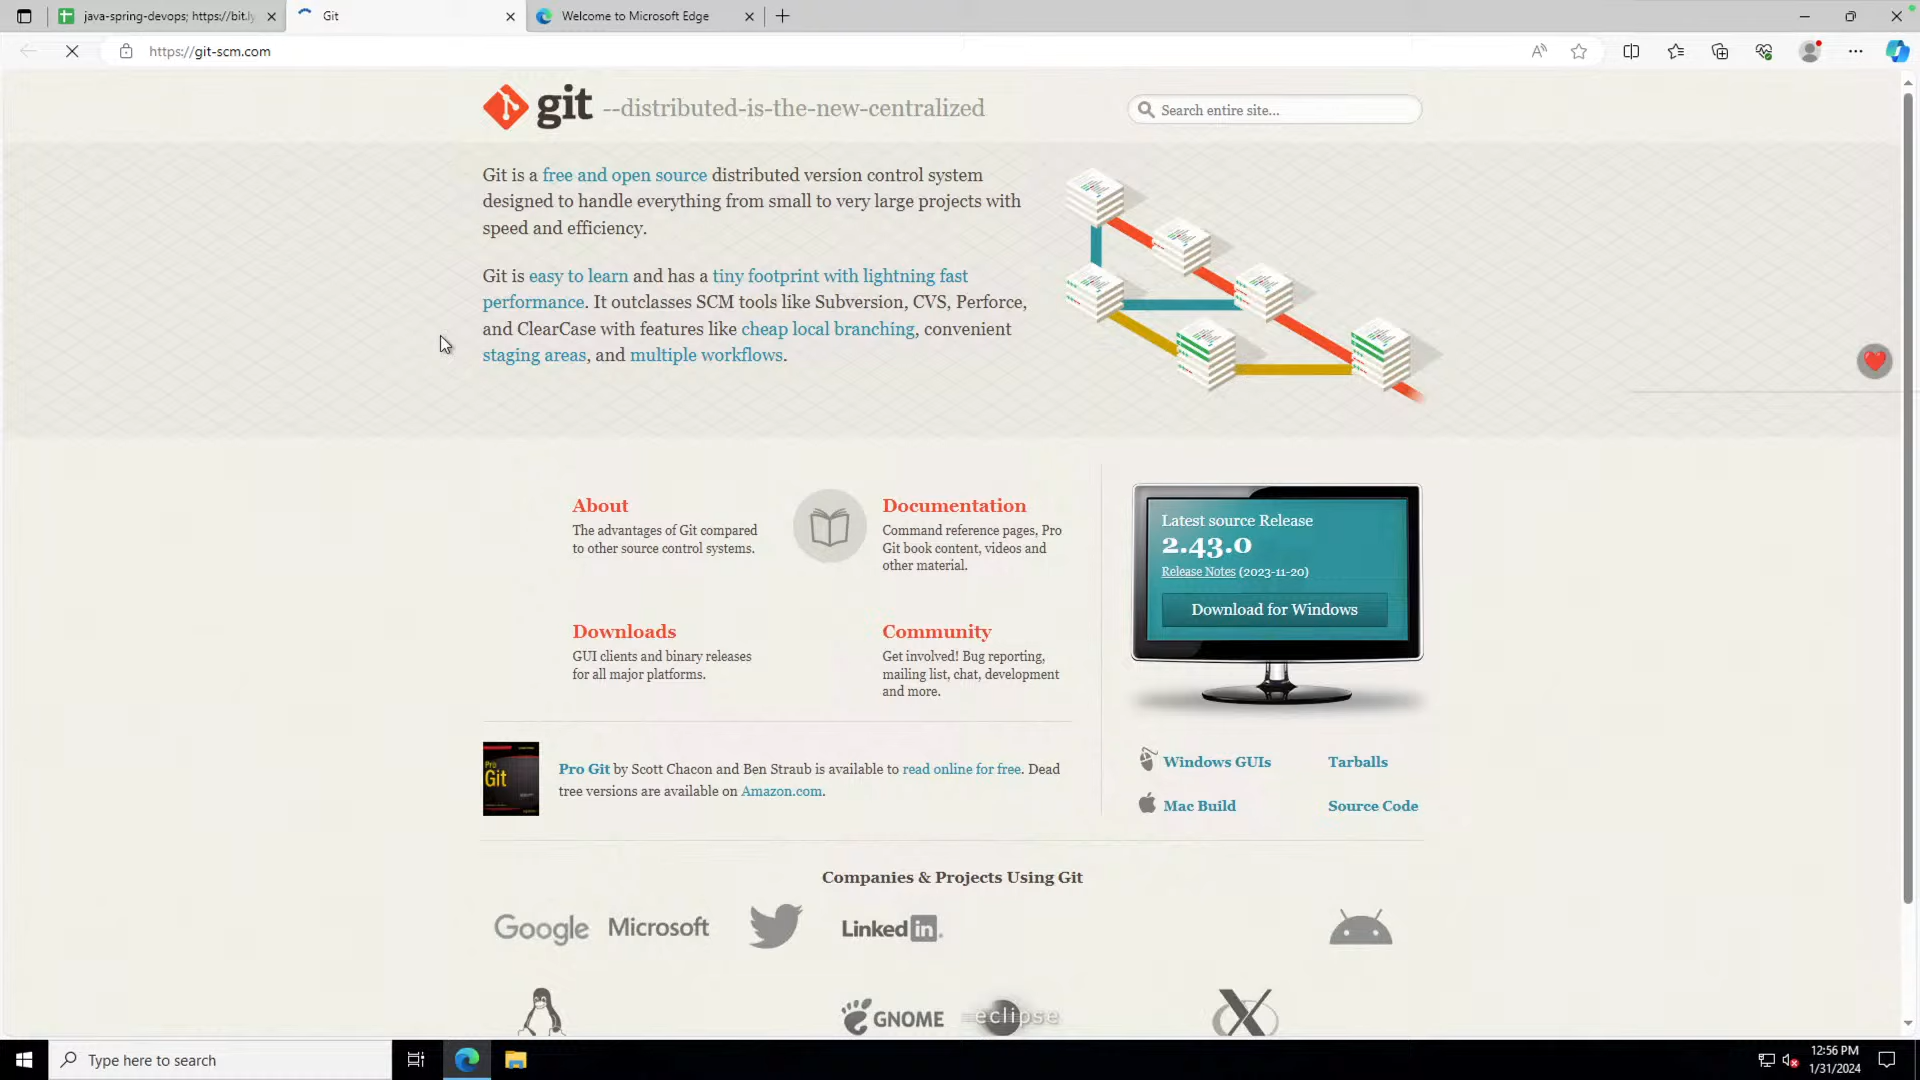 java-spring-devops; https://bit.ly
Git
Welcome to Microsoft Edge
https://git-scm.com
git --distributed-is-the-new-centralized
Search entire site...
Git is a free and open source distributed version control system
designed to handle everything from small to very large projects with
speed and efficiency.
Git is easy to learn and has a tiny footprint with lightning fast
performance. It outclasses SCM tools like Subversion, CVS, Perforce,
and ClearCase with features like cheap local branching, convenient
staging areas, and multiple workflows.
About
The advantages of Git compared
to other source control systems.
Documentation
Command reference pages, Pro
Git book content, videos and
other material.
Downloads
GUI clients and binary releases
for all major platforms.
Community
Get involved! Bug reporting,
mailing list, chat, development
and more.
Latest source Release
2.43.0
Release Notes (2023-11-20)
Download for Windows
Pro
Git
Pro Git by Scott Chacon and Ben Straub is available to read online for free. Dead
tree versions are available on Amazon.com.
Windows GUIs
Tarballs
Mac Build
Source Code
Companies & Projects Using Git
Google
Microsoft
Linked in
GNOME
eclipse
X
Type here to search
12:56 PM
1/31/2024